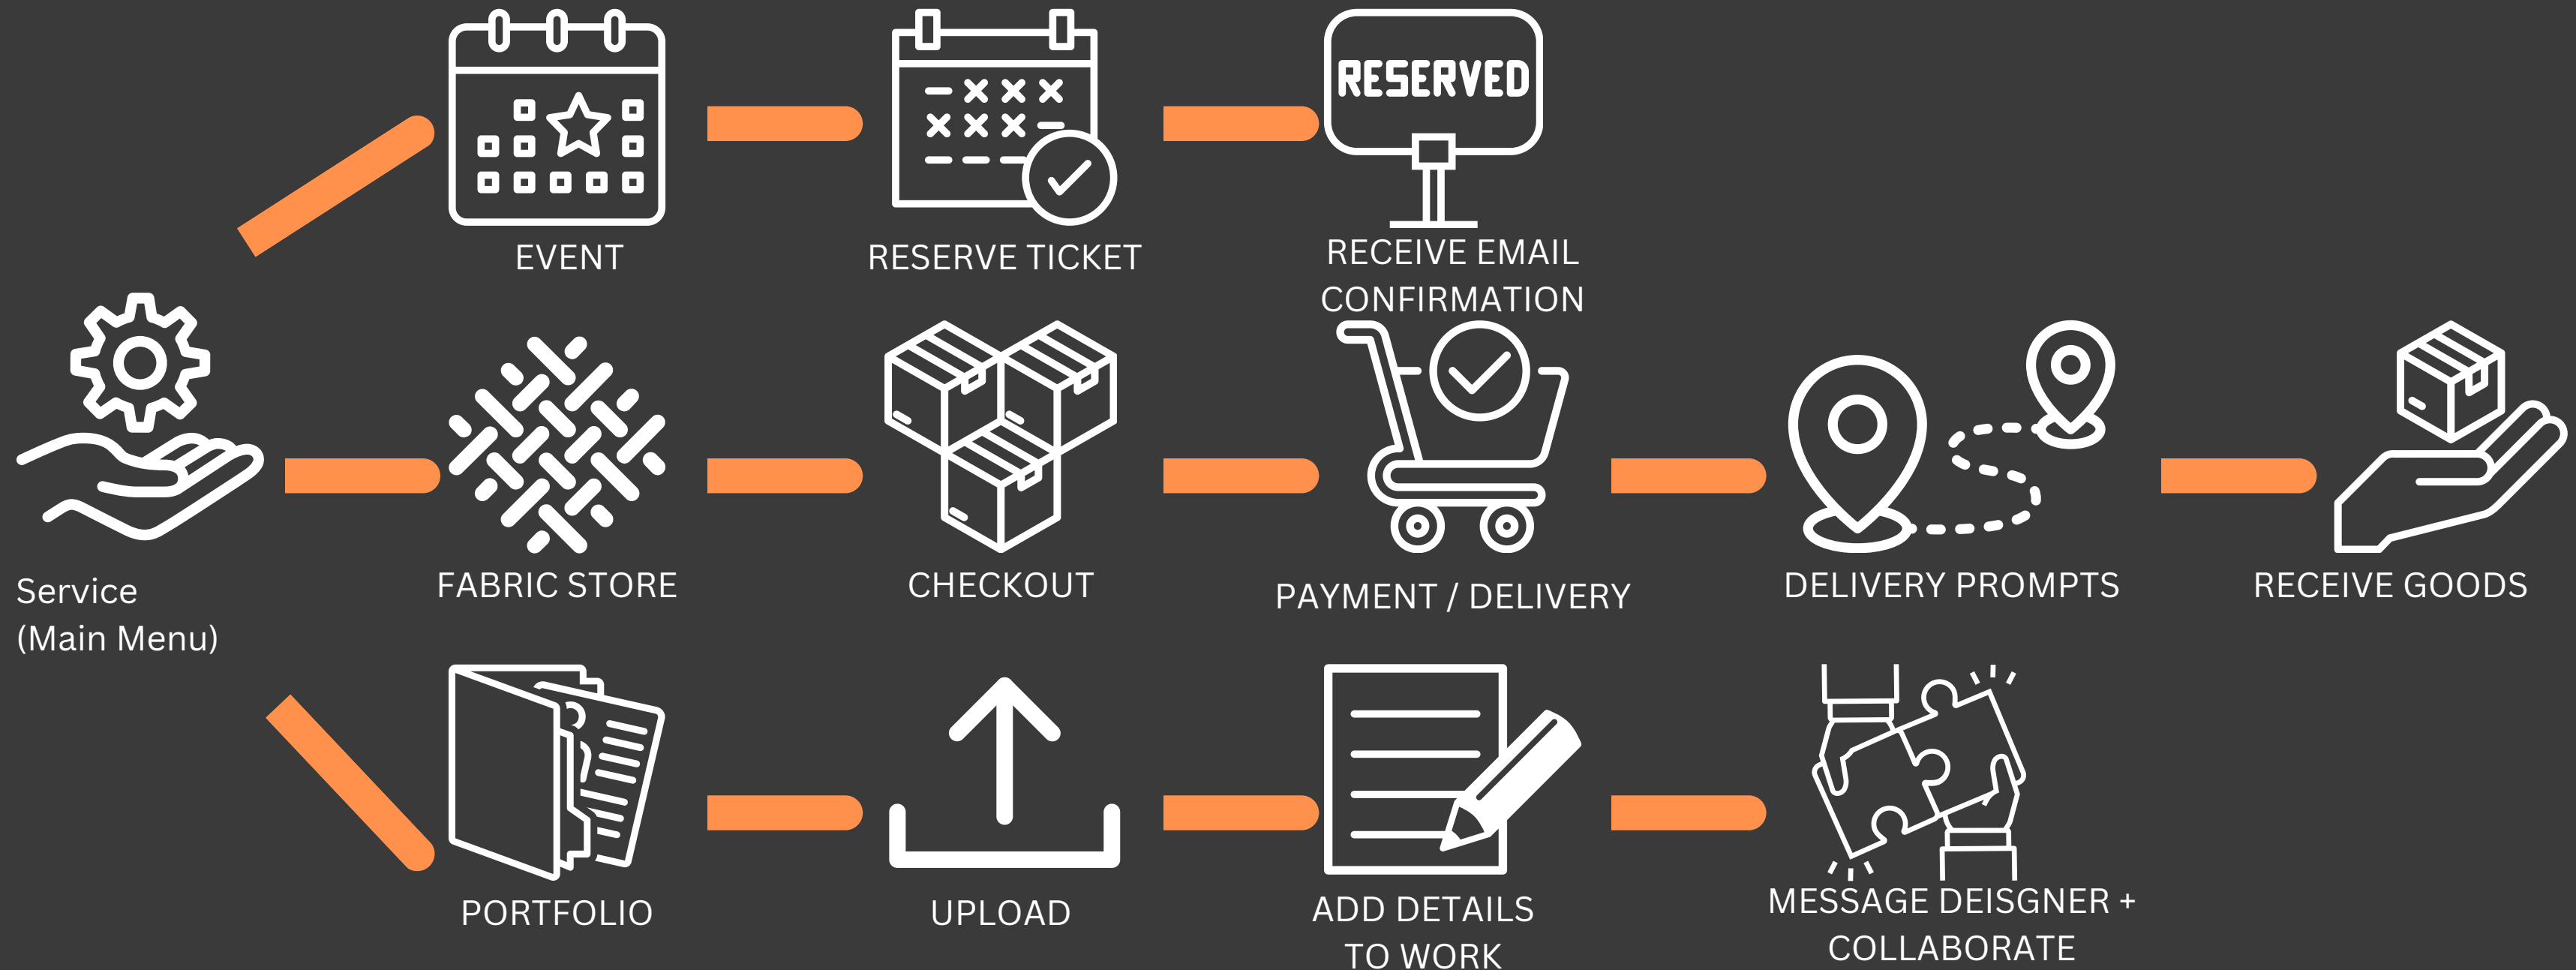 RESERVED
EVENT
RESERVE TICKET
RECEIVE EMAIL
CONFIRMATION
Service
(Main Menu)
FABRIC STORE
CHECKOUT
PAYMENT / DELIVERY
DELIVERY PROMPTS
RECEIVE GOODS
PORTFOLIO
UPLOAD
ADD DETAILS
TO WORK
MESSAGE DEISGNER +
COLLABORATE